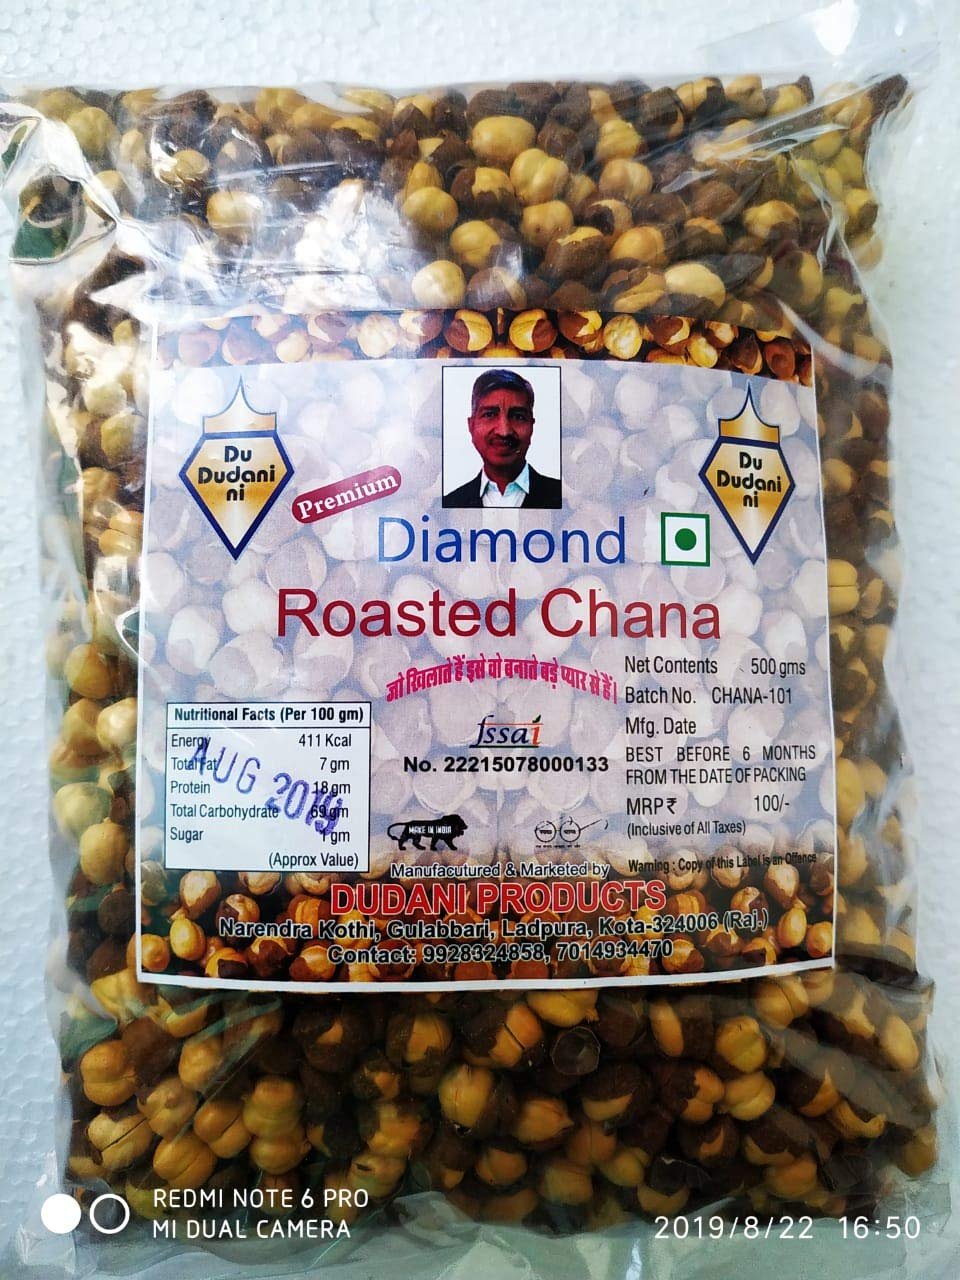 Du
Dudani
ni
Du
Dudani
ni
Premium
Diamond
Roasted Chana
जो खिलाते हैं इसे वो बनाते बड़े प्यार से हैं।
Net Contents 500 gms
Batch No. CHANA-101
Mfg. Date
BEST BEFORE 6 MONTHS
FROM THE DATE OF PACKING
MRP ₹ 100/-
(Inclusive of All Taxes)
Warning : Copy of this Label is an Offence
Nutritional Facts (Per 100 gm)
Energy 411 Kcal
Total Fat 7 gm
Protein 18 gm
Total Carbohydrate 69 gm
Sugar 1 gm
(Approx Value)
AUG 2019
fssai
No. 22215078000133
MAKE IN INDIA
Manufacutured & Marketed by
DUDANI PRODUCTS
Narendra Kothi, Gulabbari, Ladpura, Kota-324006 (Raj.)
Contact: 9928324858, 7014934470
REDMI NOTE 6 PRO
MI DUAL CAMERA
2019/8/22 16:50